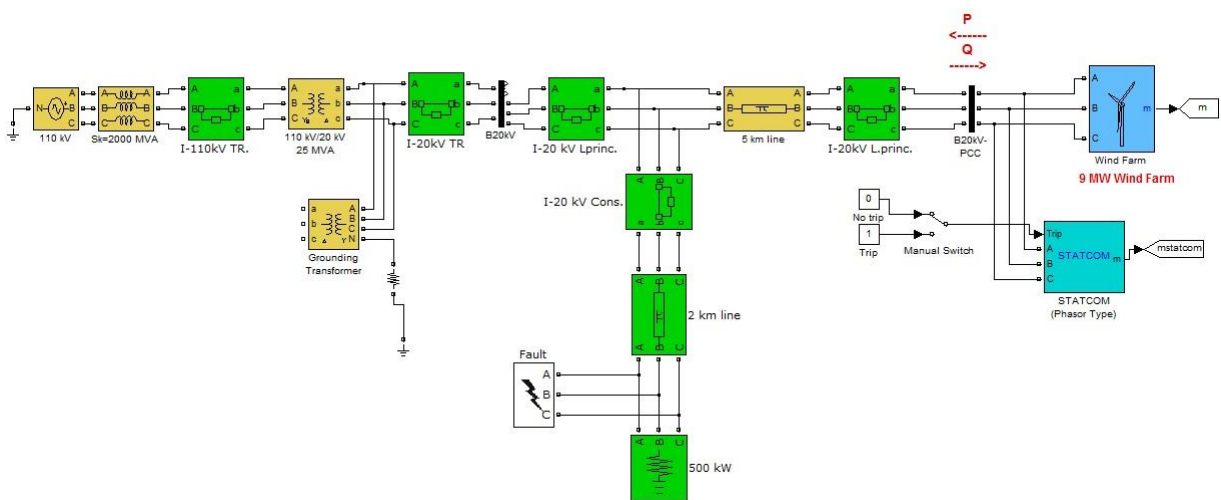 P
<------
Q
------>
N
A
B
C
110 kV
A
B
C
A
B
C
Sk=2000 MVA
A
B
C
a
b
c
I-110kV TR.
A
B
C
a
b
c
110 kV/20 kV
25 MVA
A
B
C
a
b
c
I-20kV TR
B20kV
A
B
C
a
b
c
I-20 kV Lprinc.
A
B
C
A
B
C
5 km line
A
B
C
a
b
c
I-20kV L.princ.
B20kV-
PCC
A
B
C
m
Wind Farm
9 MW Wind Farm
m
a
b
c
A
B
C
N
Grounding
Transformer
A
B
C
a
b
c
I-20 kV Cons.
0
No trip
1
Trip
Manual Switch
Trip
A
B
C
STATCOM
m
STATCOM
(Phasor Type)
mstatcom
A
B
C
A
B
C
2 km line
Fault
A
B
C
A
B
C
500 kW